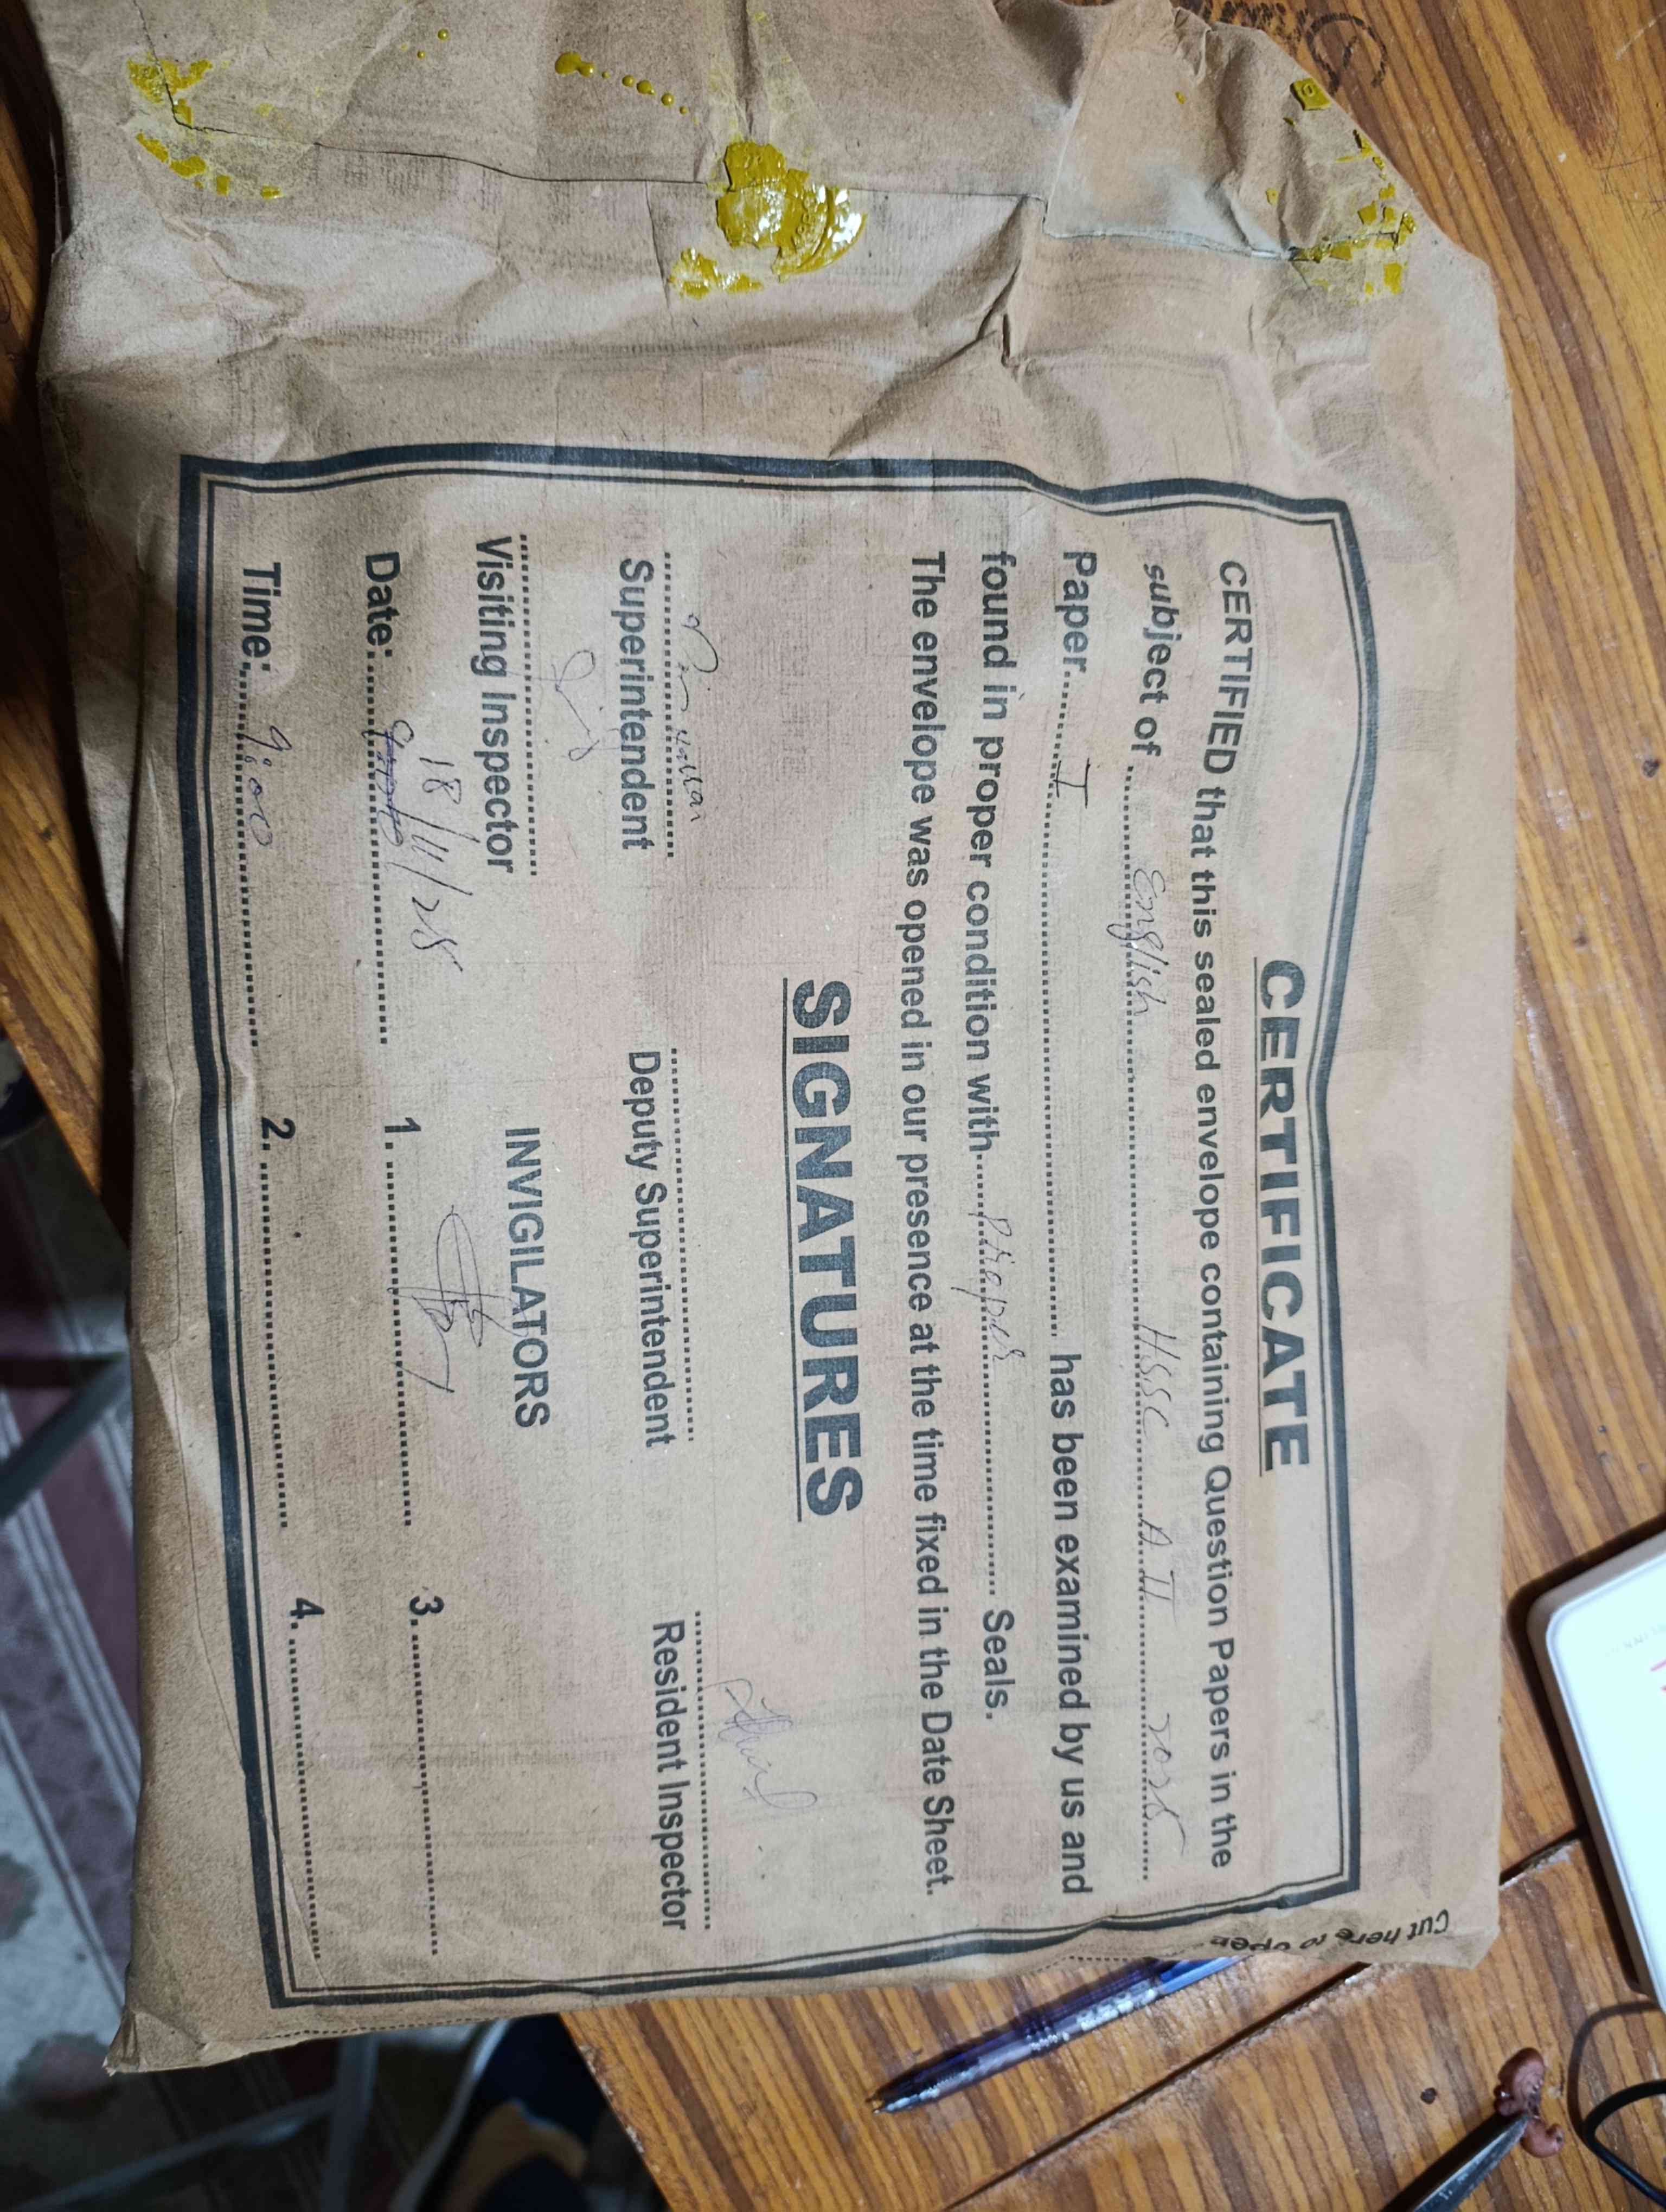 CERTIFICATE
CERTIFIED that this sealed envelope containing Question Papers in the
subject of ........ English ........ HSSC A II 2025
Paper........ I ........ has been examined by us and
found in proper condition with........ Proper ........ Seals.
The envelope was opened in our presence at the time fixed in the Date Sheet.
SIGNATURES
Superintendent Deputy Superintendent Resident Inspector
Visiting Inspector INVIGILATORS
Date: 18/11/25 1. 3.
Time: 9:00 2. 4.
Cut here to open